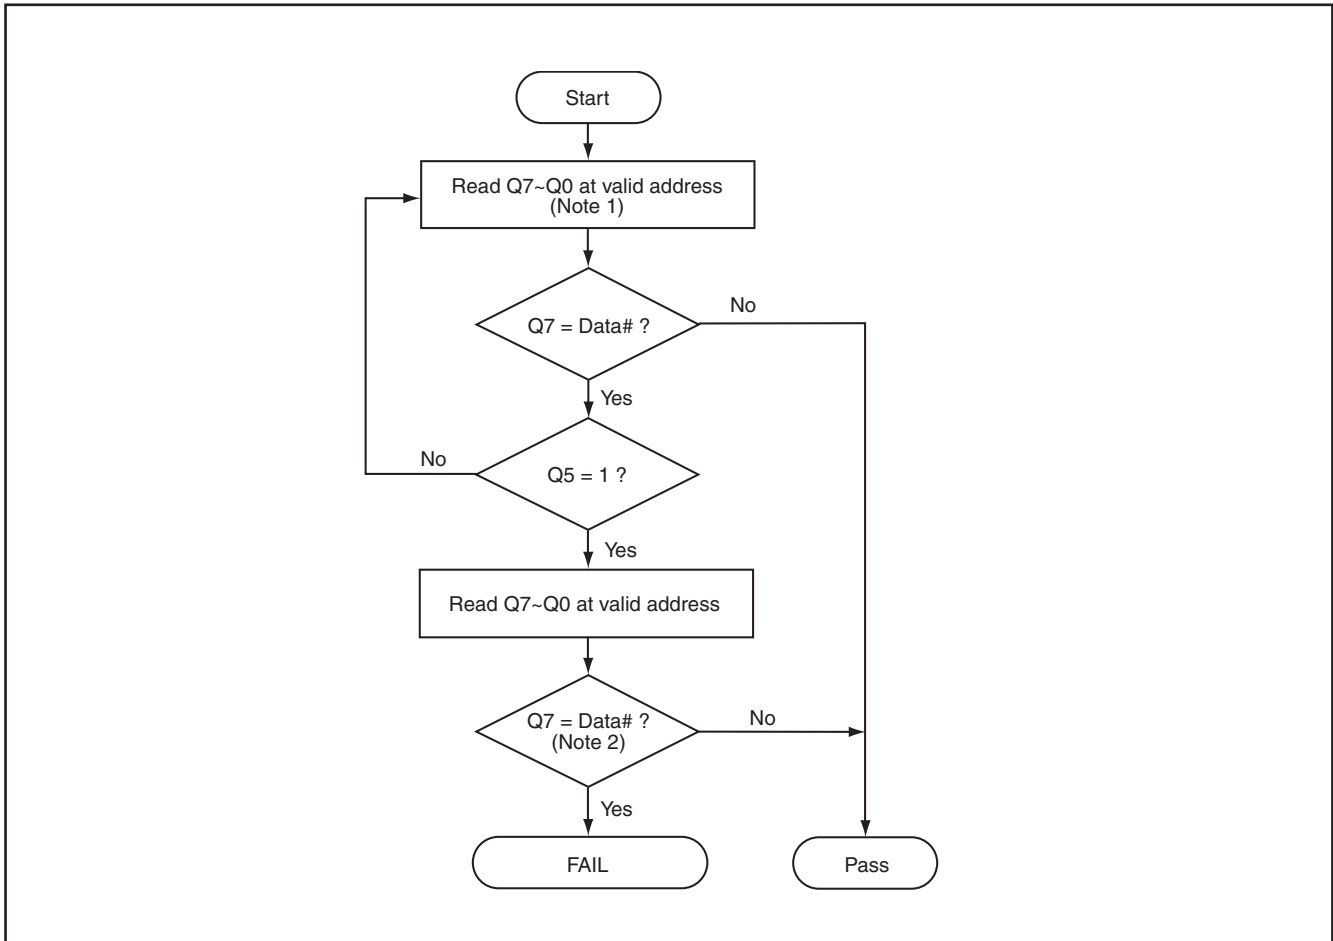 Start
Read Q7~Q0 at valid address
(Note 1)
Q7 = Data# ?
No
Yes
No
Q5 = 1 ?
Yes
Read Q7~Q0 at valid address
Q7 = Data# ?
(Note 2)
No
Yes
FAIL
Pass